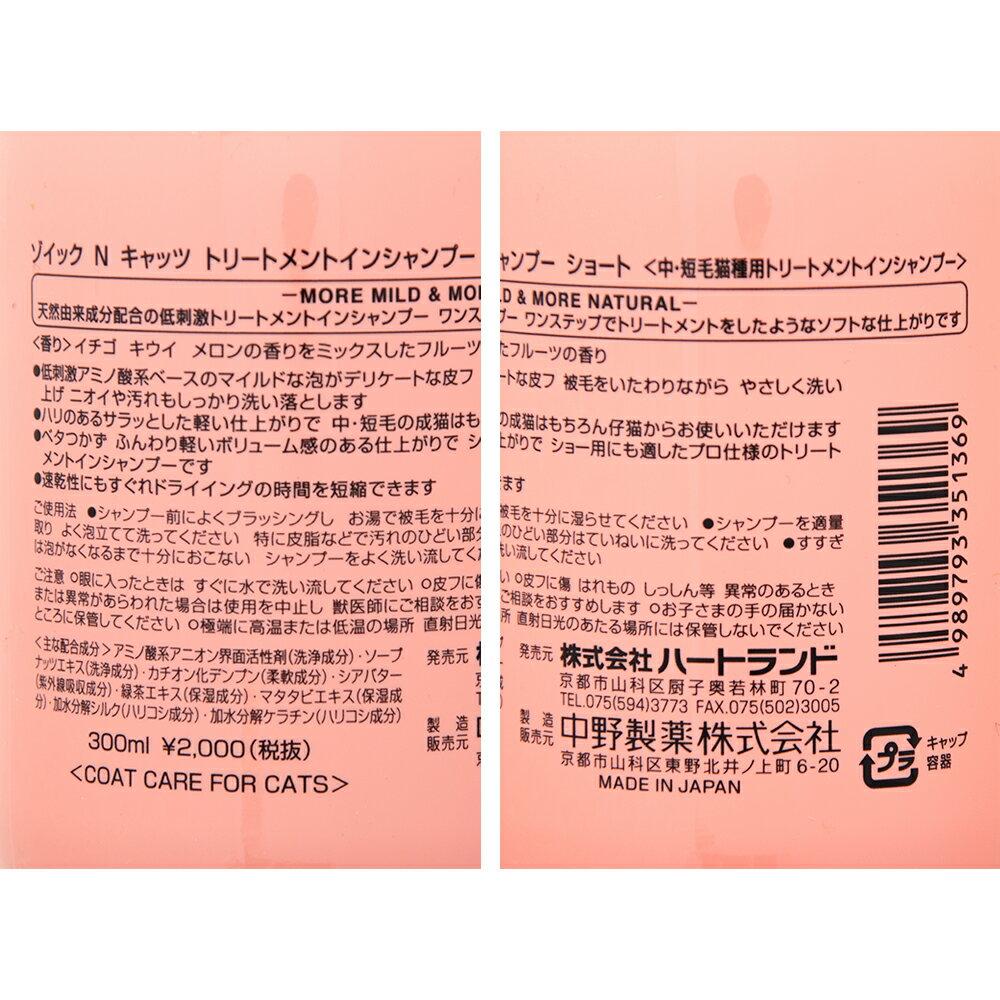 ゾイック N キャッツ トリートメントインシャンプー
―MORE MILD & MO
天然由来成分配合の低刺激トリートメントインシャンプー ワンス
〈香り〉イチゴ キウイ メロンの香りをミックスしたフルーツ
●低刺激アミノ酸系ベースのマイルドな泡がデリケートな皮フ
上げ ニオイや汚れもしっかり洗い落とします
●ハリのあるサラッとした軽い仕上がりで 中・短毛の成猫はも
●ベタつかず ふんわり軽いボリューム感のある仕上がりで シ
メントインシャンプーです
●速乾性にもすぐれドライイングの時間を短縮できます
ご使用法 ●シャンプー前によくブラッシングし お湯で被毛を十分に
取り よく泡立てて洗ってください 特に皮脂などで汚れのひどい部分
は泡がなくなるまで十分におこない シャンプーをよく洗い流してくだ
ご注意 ○眼に入ったときは すぐに水で洗い流してください ○皮フに傷
または異常があらわれた場合は使用を中止し 獣医師にご相談をおす
ところに保管してください ○極端に高温または低温の場所 直射日光
〈主な配合成分〉アミノ酸系アニオン界面活性剤(洗浄成分)・ソープ
ナッツエキス(洗浄成分)・カチオン化デンプン(柔軟成分)・シアバター
(紫外線吸収成分)・緑茶エキス(保湿成分)・マタタビエキス(保湿成
分)・加水分解シルク(ハリコシ成分)・加水分解ケラチン(ハリコシ成分)
発売元
製造
販売元
300ml ¥2,000(税抜)
<COAT CARE FOR CATS>
ャンプー ショート <中・短毛猫種用トリートメントインシャンプー>
LD & MORE NATURAL―
プー ワンステップでトリートメントをしたようなソフトな仕上がりです
たフルーツの香り
ートな皮フ 被毛をいたわりながら やさしく洗い
の成猫はもちろん仔猫からお使いいただけます
上がりで ショー用にも適したプロ仕様のトリート
きます
被毛を十分に湿らせてください ●シャンプーを適量
のひどい部分はていねいに洗ってください ●すすぎ
洗い流してください
い ○皮フに傷 はれもの しっしん等 異常のあるとき
ご相談をおすすめします ○お子さまの手の届かない
所 直射日光のあたる場所には保管しないでください
発売元 株式会社 ハートランド
京都市山科区厨子奥若林町70-2
TEL.075(594)3773 FAX.075(502)3005
製造
販売元 中野製薬株式会社
京都市山科区東野北井ノ上町6-20
MADE IN JAPAN
4989793351369
プラ
キャップ
容器